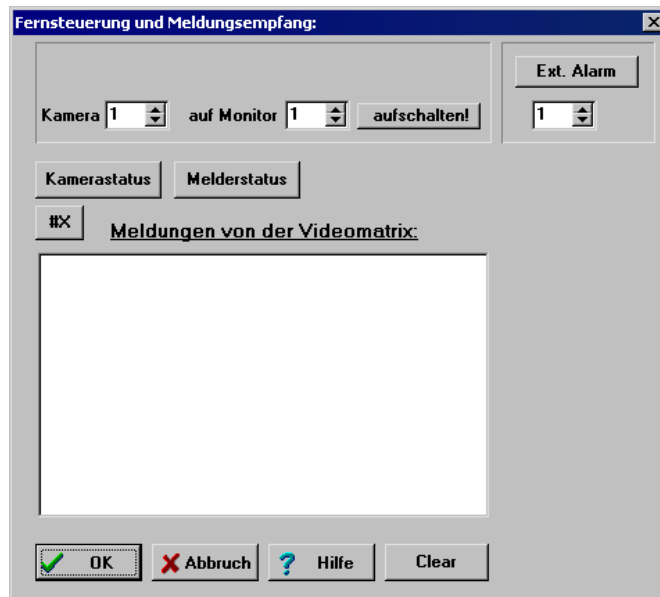 Fernsteuerung und Meldungsempfang:
Ext. Alarm
Kamera 1 auf Monitor 1 aufschalten! 1
Kamerastatus Melderstatus
#X Meldungen von der Videomatrix:
OK Abbruch ? Hilfe Clear